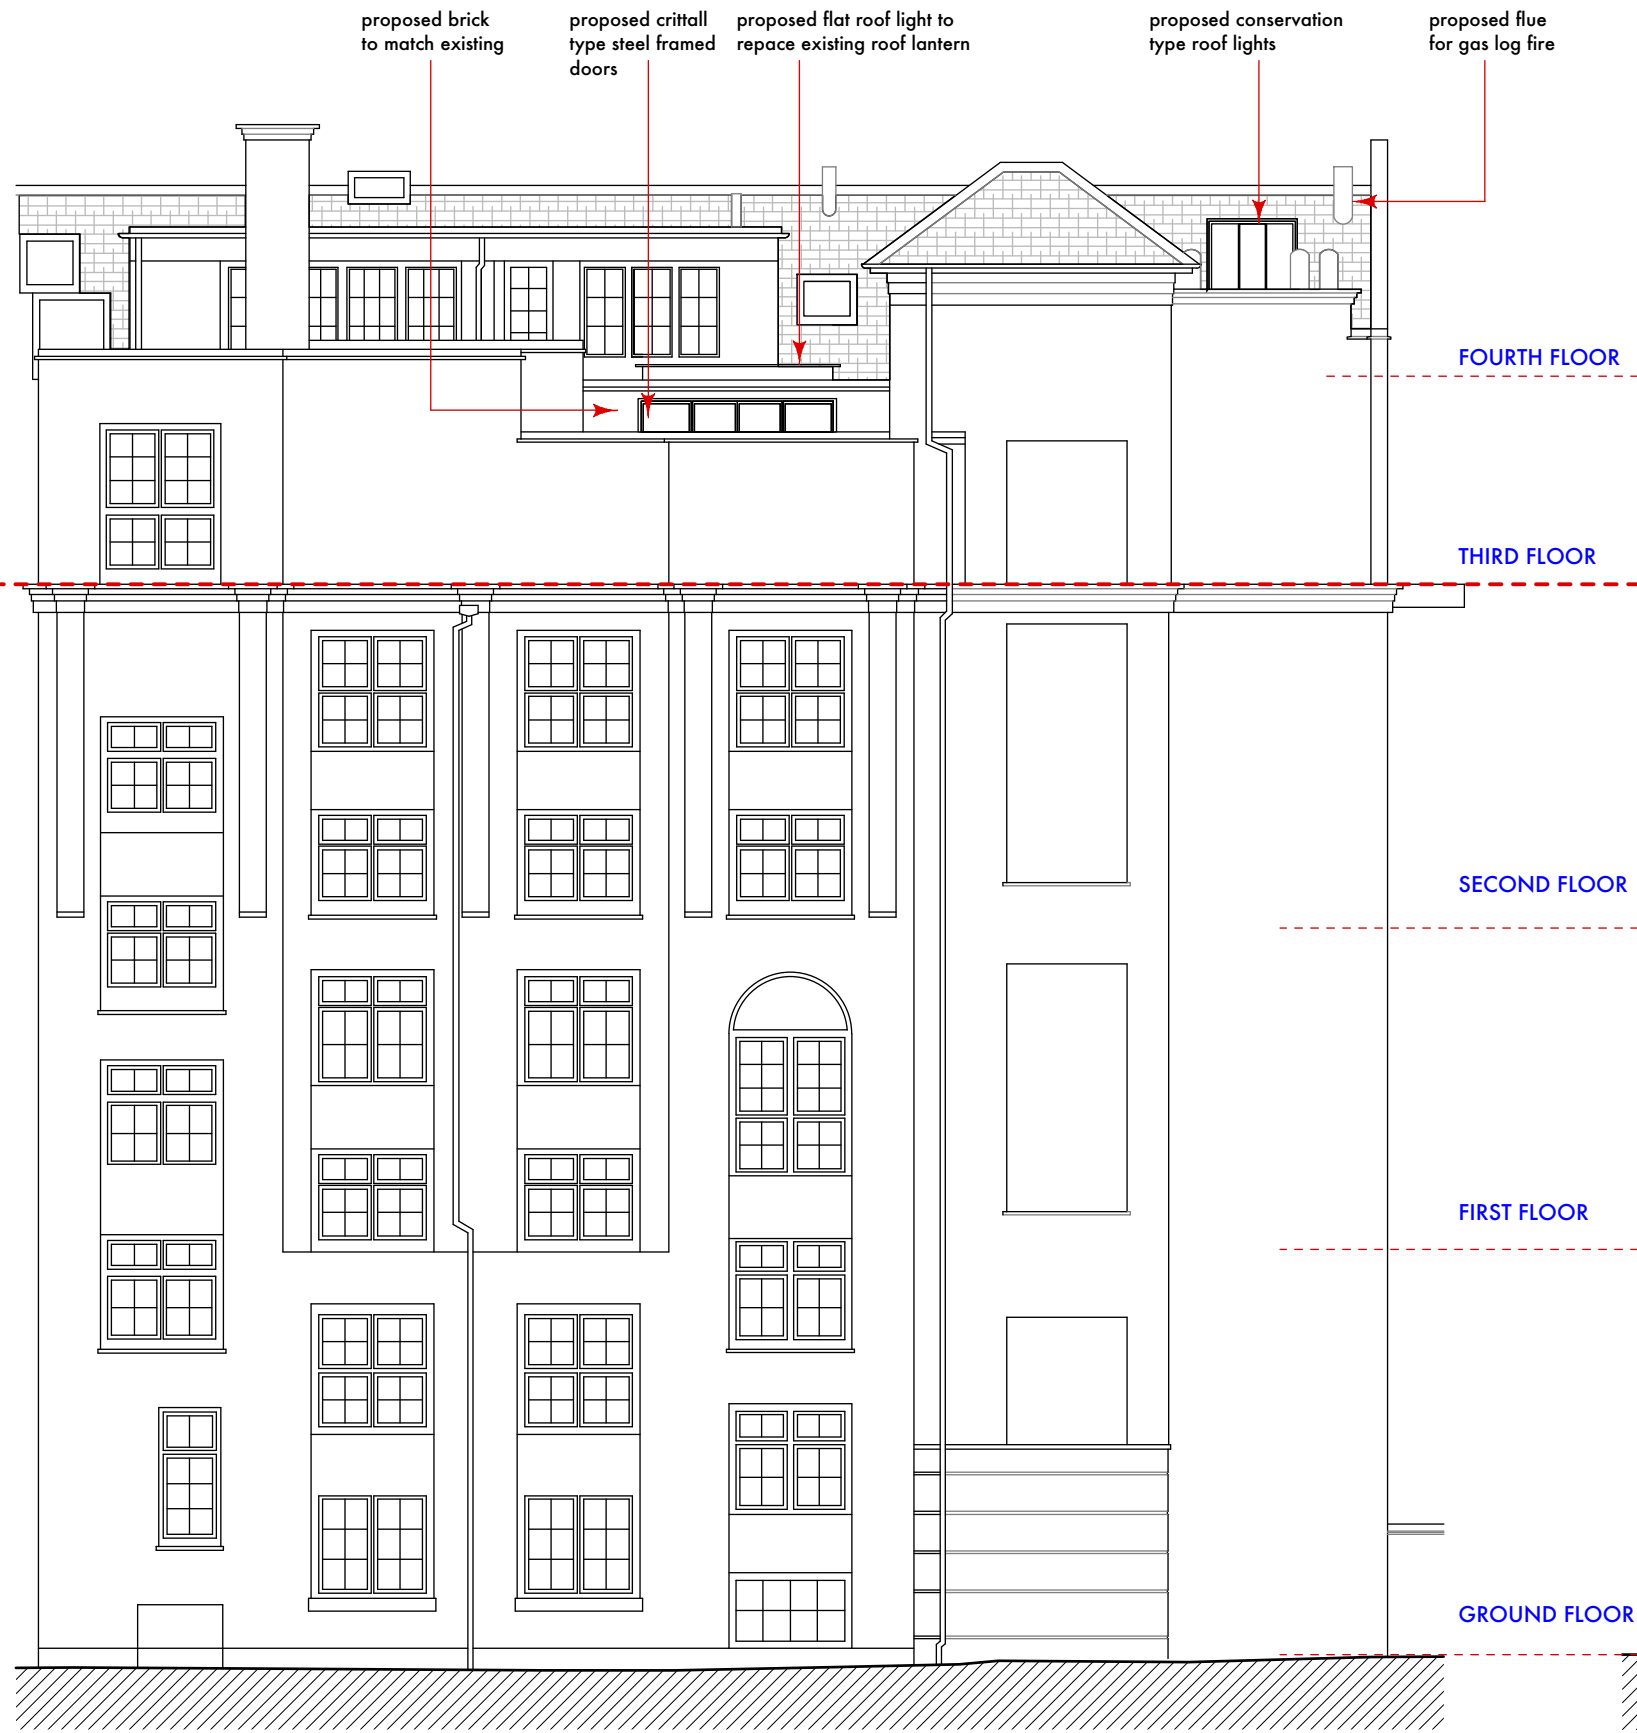 proposed brick
to match existing
proposed crittall
type steel framed
doors
proposed flat roof light to
repace existing roof lantern
proposed conservation
type roof lights
proposed flue
for gas log fire
FOURTH FLOOR
THIRD FLOOR
SECOND FLOOR
FIRST FLOOR
GROUND FLOOR